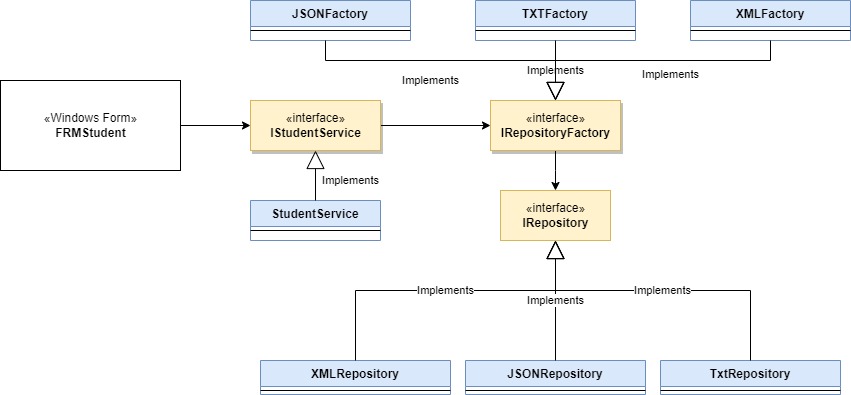 JSONFactory
TXTFactory
XMLFactory
Implements
Implements
Implements
«Windows Form»
FRMStudent
«interface»
IStudentService
«interface»
IRepositoryFactory
Implements
StudentService
«interface»
IRepository
Implements
Implements
Implements
XMLRepository
JSONRepository
TxtRepository